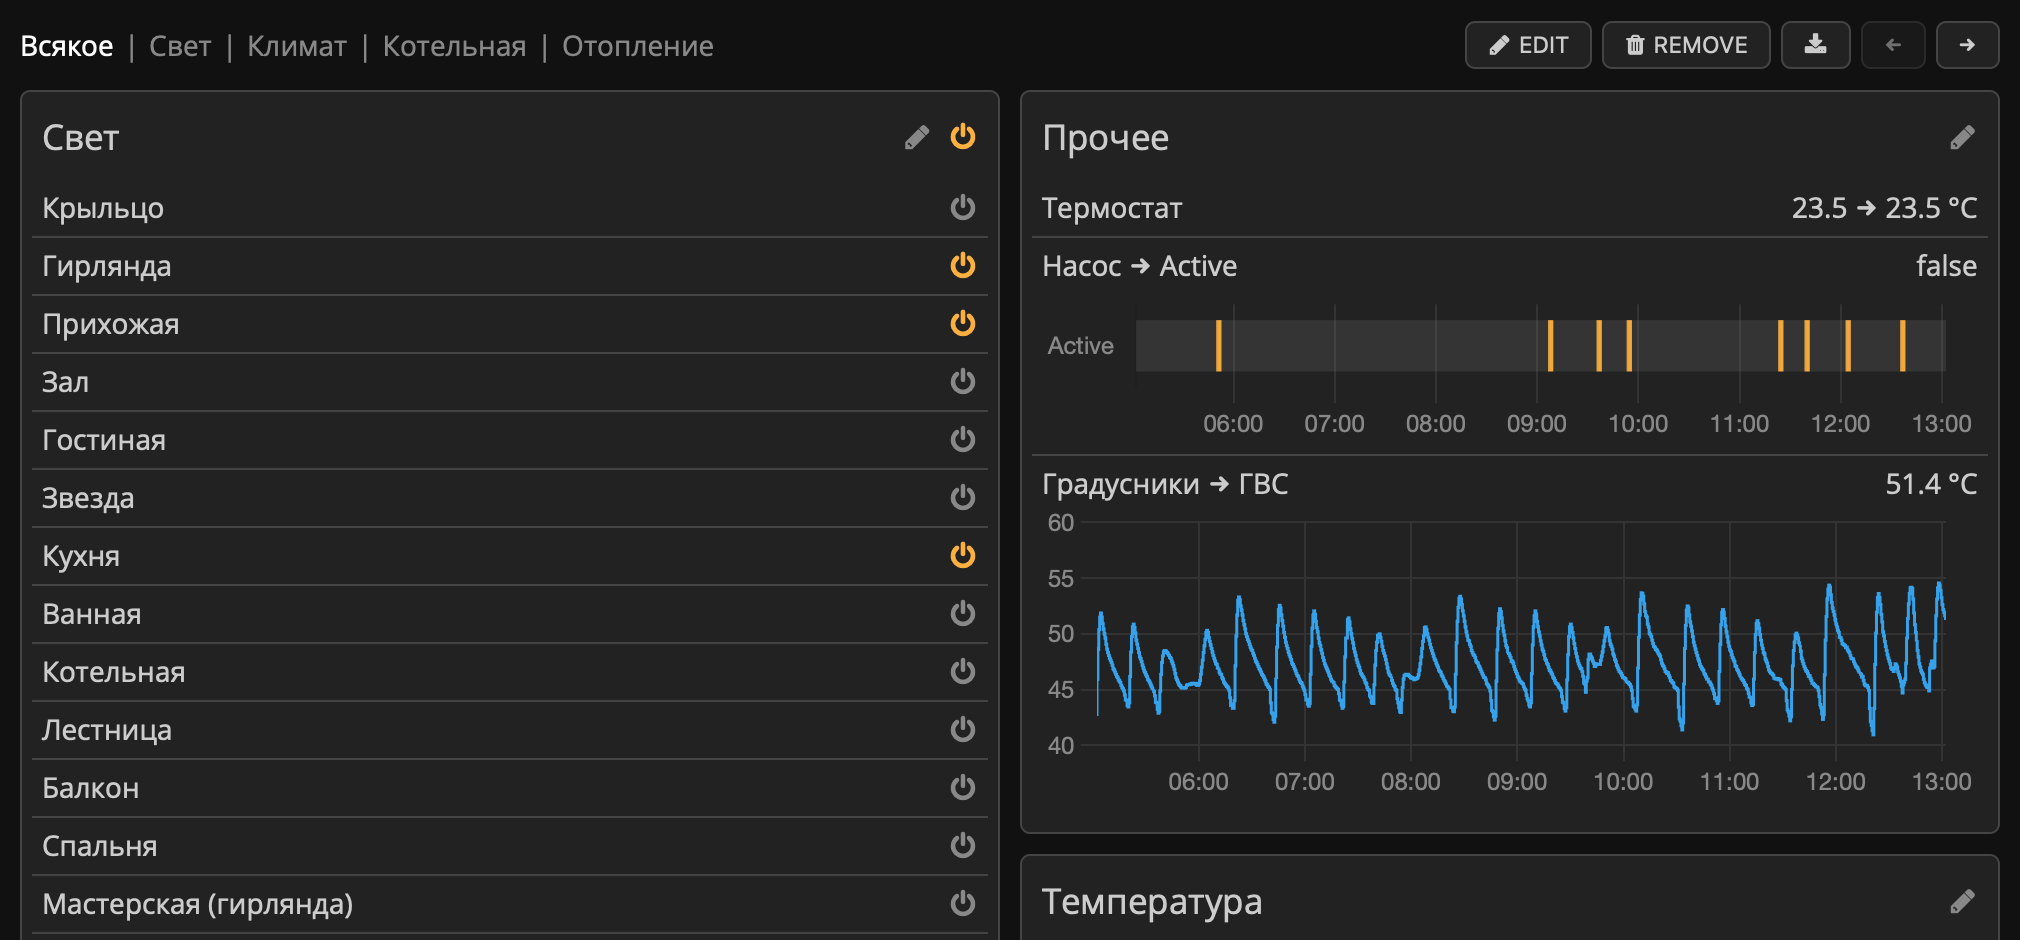 Всякое | Свет | Климат | Котельная | Отопление
EDIT
REMOVE
Свет
Крыльцо
Гирлянда
Прихожая
Зал
Гостиная
Звезда
Кухня
Ванная
Котельная
Лестница
Балкон
Спальня
Мастерская (гирлянда)
Прочее
Термостат 23.5 → 23.5 °C
Насос → Active false
Active
06:00 07:00 08:00 09:00 10:00 11:00 12:00 13:00
Градусники → ГВС 51.4 °C
60
55
50
45
40
06:00 07:00 08:00 09:00 10:00 11:00 12:00 13:00
Температура